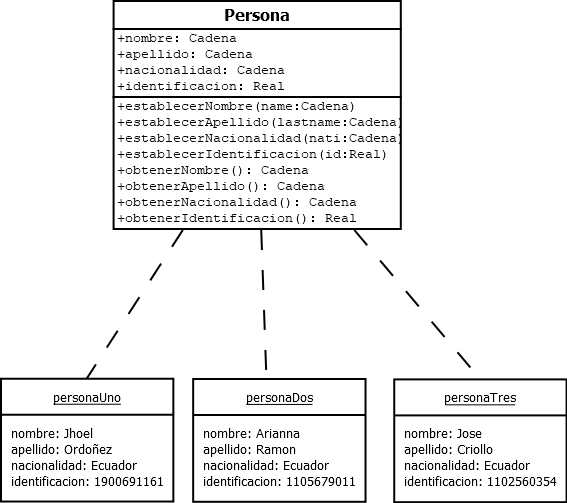 Persona
+nombre: Cadena
+apellido: Cadena
+nacionalidad: Cadena
+identificacion: Real
+establecerNombre(name:Cadena)
+establecerApellido(lastname:Cadena)
+establecerNacionalidad(nati:Cadena)
+establecerIdentificacion(id:Real)
+obtenerNombre(): Cadena
+obtenerApellido(): Cadena
+obtenerNacionalidad(): Cadena
+obtenerIdentificacion(): Real
personaUno
nombre: Jhoel
apellido: Ordoñez
nacionalidad: Ecuador
identificacion: 1900691161
personaDos
nombre: Arianna
apellido: Ramon
nacionalidad: Ecuador
identificacion: 1105679011
personaTres
nombre: Jose
apellido: Criollo
nacionalidad: Ecuador
identificacion: 1102560354